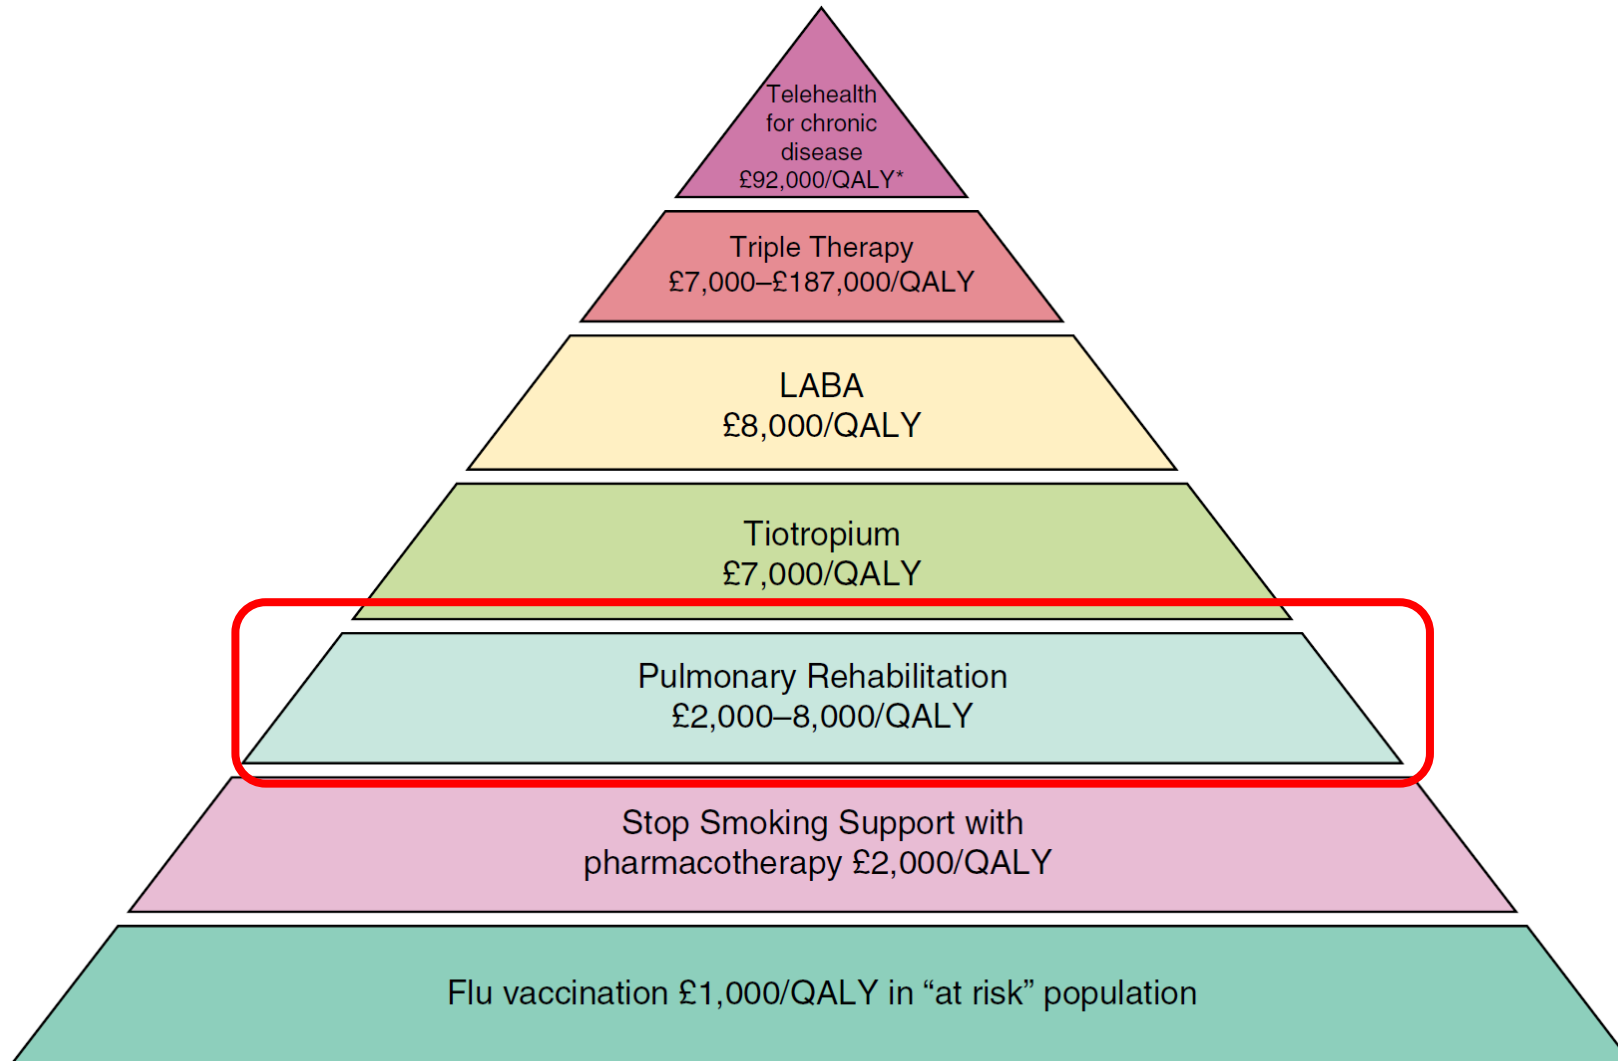 Telehealth
for chronic
disease
£92,000/QALY*
Triple Therapy
£7,000–£187,000/QALY
LABA
£8,000/QALY
Tiotropium
£7,000/QALY
Pulmonary Rehabilitation
£2,000–8,000/QALY
Stop Smoking Support with
pharmacotherapy £2,000/QALY
Flu vaccination £1,000/QALY in “at risk” population